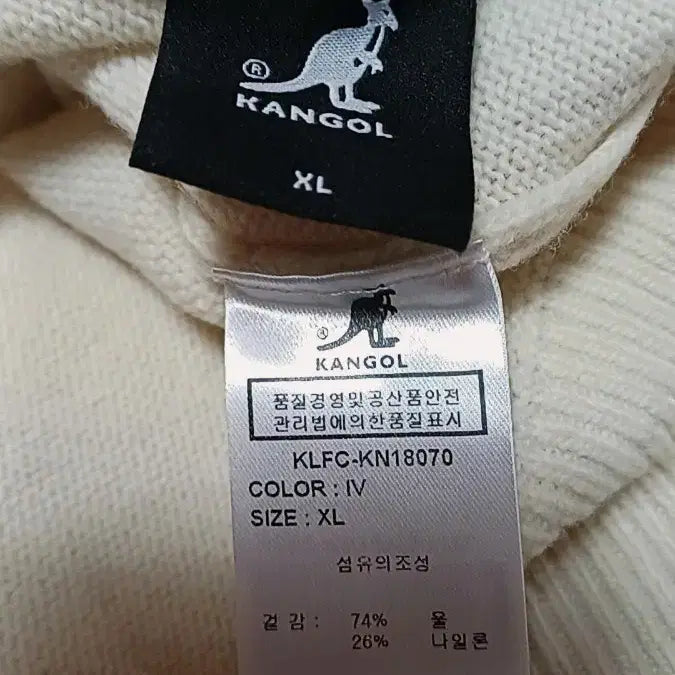 ® KANGOL
XL
® KANGOL
품질경영및공산품안전
관리법에의한품질표시
KLFC-KN18070
COLOR : IV
SIZE : XL
섬유의조성
겉 감 : 74% 울
26% 나일론